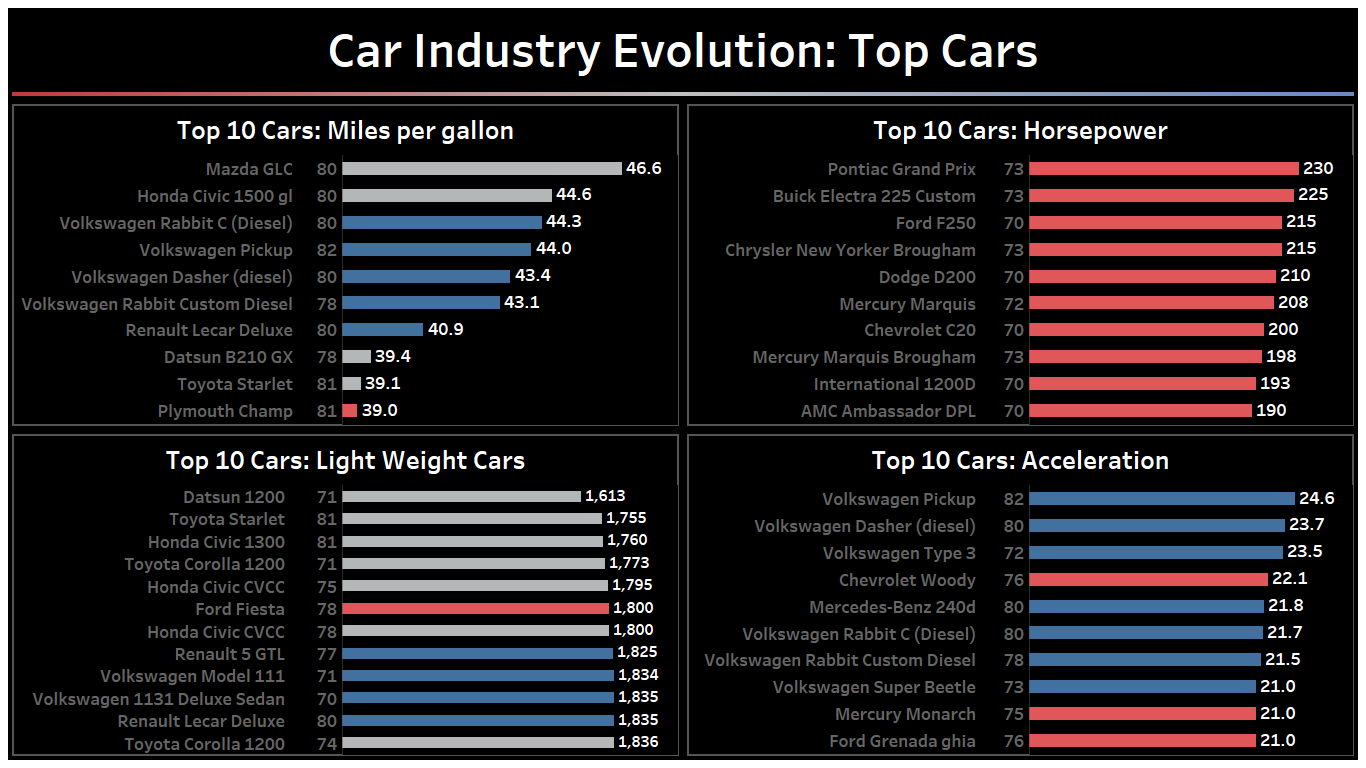 Car Industry Evolution: Top Cars
Top 10 Cars: Miles per gallon
Mazda GLC 80 46.6
Honda Civic 1500 gl 80 44.6
Volkswagen Rabbit C (Diesel) 80 44.3
Volkswagen Pickup 82 44.0
Volkswagen Dasher (diesel) 80 43.4
Volkswagen Rabbit Custom Diesel 78 43.1
Renault Lecar Deluxe 80 40.9
Datsun B210 GX 78 39.4
Toyota Starlet 81 39.1
Plymouth Champ 81 39.0
Top 10 Cars: Horsepower
Pontiac Grand Prix 73 230
Buick Electra 225 Custom 73 225
Ford F250 70 215
Chrysler New Yorker Brougham 73 215
Dodge D200 70 210
Mercury Marquis 72 208
Chevrolet C20 70 200
Mercury Marquis Brougham 73 198
International 1200D 70 193
AMC Ambassador DPL 70 190
Top 10 Cars: Light Weight Cars
Datsun 1200 71 1,613
Toyota Starlet 81 1,755
Honda Civic 1300 81 1,760
Toyota Corolla 1200 71 1,773
Honda Civic CVCC 75 1,795
Ford Fiesta 78 1,800
Honda Civic CVCC 78 1,800
Renault 5 GTL 77 1,825
Volkswagen Model 111 71 1,834
Volkswagen 1131 Deluxe Sedan 70 1,835
Renault Lecar Deluxe 80 1,835
Toyota Corolla 1200 74 1,836
Top 10 Cars: Acceleration
Volkswagen Pickup 82 24.6
Volkswagen Dasher (diesel) 80 23.7
Volkswagen Type 3 72 23.5
Chevrolet Woody 76 22.1
Mercedes-Benz 240d 80 21.8
Volkswagen Rabbit C (Diesel) 80 21.7
Volkswagen Rabbit Custom Diesel 78 21.5
Volkswagen Super Beetle 73 21.0
Mercury Monarch 75 21.0
Ford Grenada ghia 76 21.0